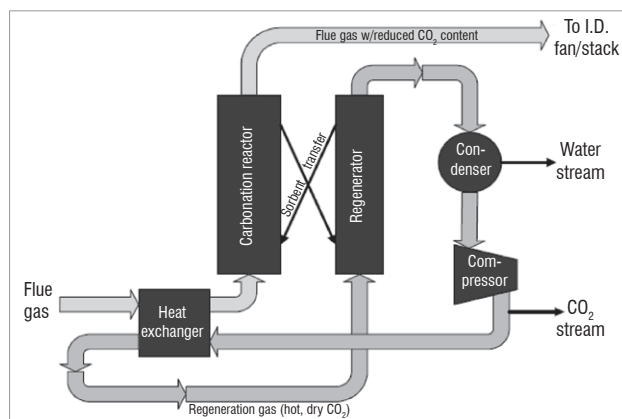 Flue gas w/reduced CO₂ content
To I.D.
fan/stack
Carbonation reactor
Sorbent transfer
Regenerator
Con-
denser
Water
stream
Com-
pressor
Flue
gas
Heat
exchanger
CO₂
stream
Regeneration gas (hot, dry CO₂)